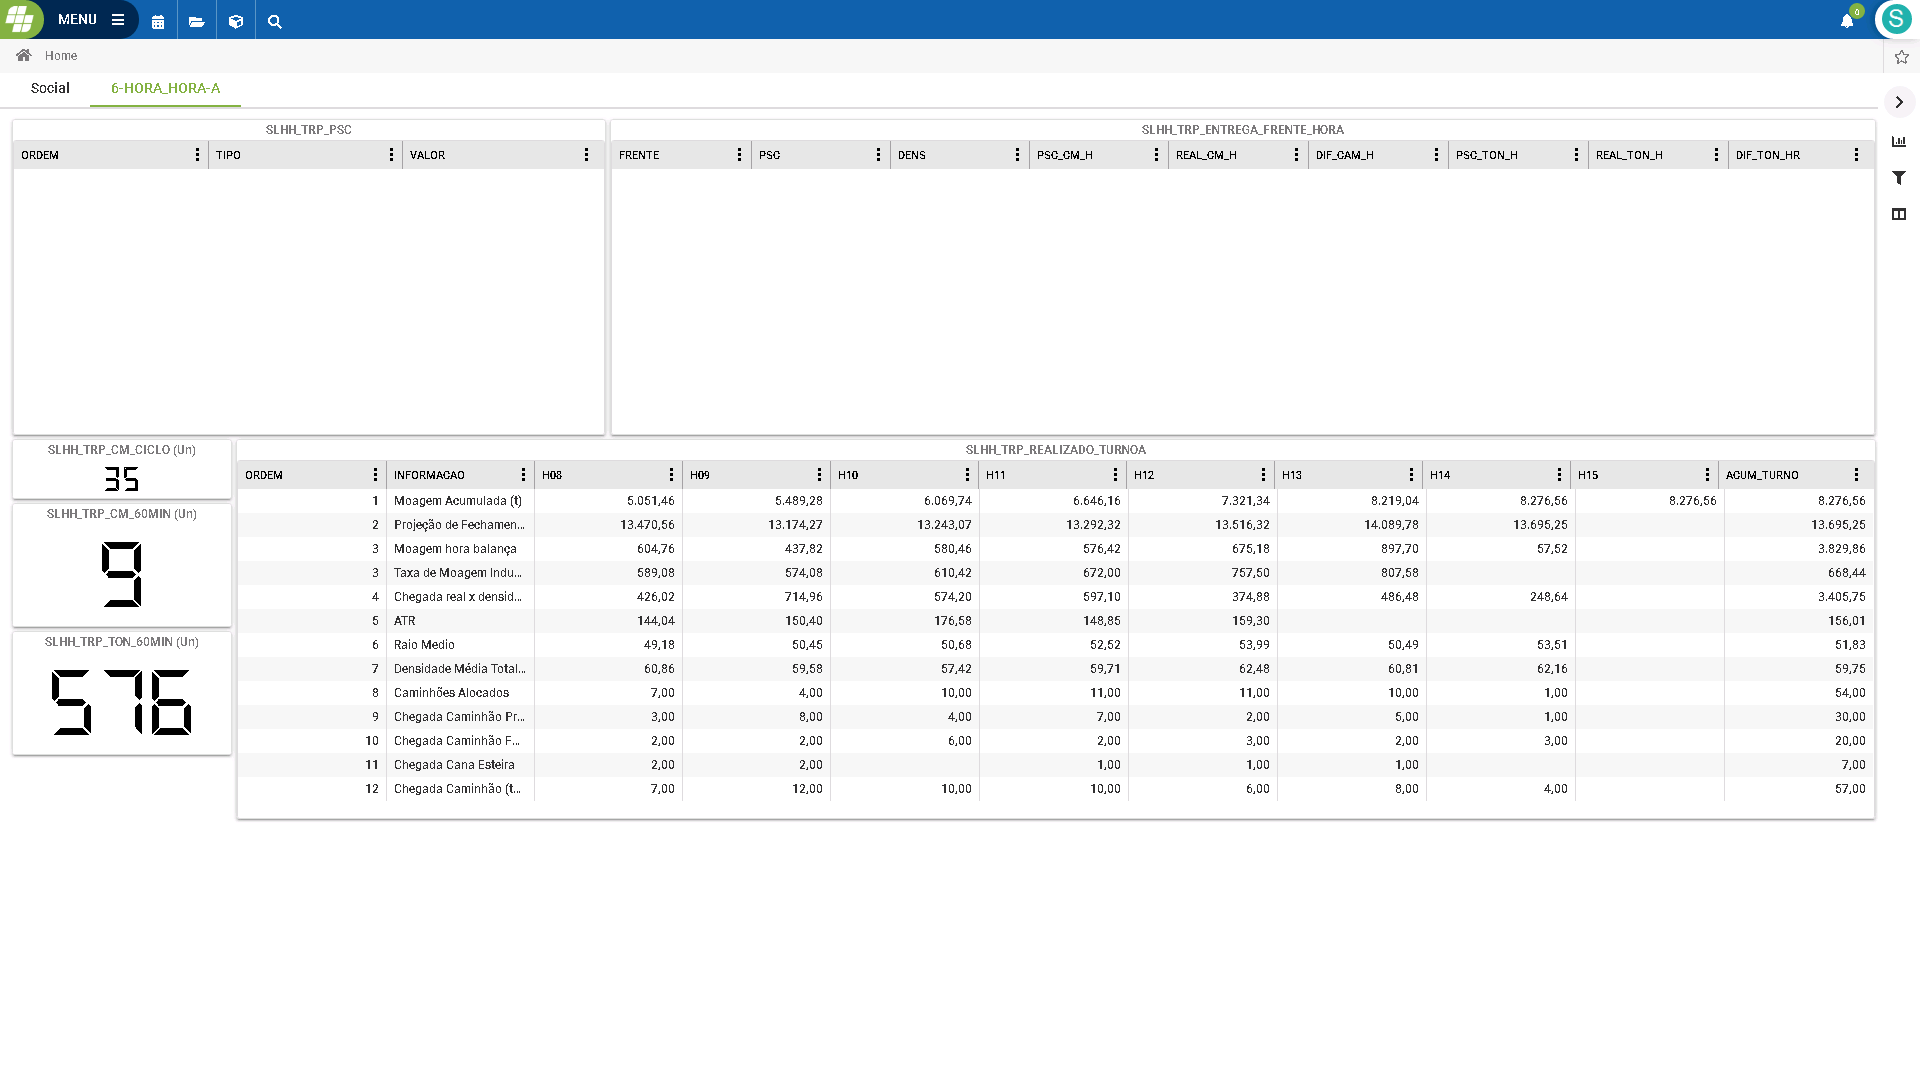 MENU
0
S
Home
Social 6-HORA_HORA-A
SLHH_TRP_PSC
ORDEM TIPO VALOR
SLHH_TRP_ENTREGA_FRENTE_HORA
FRENTE PSC DENS PSC_CM_H REAL_CM_H DIF_CAM_H PSC_TON_H REAL_TON_H DIF_TON_HR
SLHH_TRP_CM_CICLO (Un)
35
SLHH_TRP_CM_60MIN (Un)
9
SLHH_TRP_TON_60MIN (Un)
576
SLHH_TRP_REALIZADO_TURNOA
ORDEM INFORMACAO H08 H09 H10 H11 H12 H13 H14 H15 ACUM_TURNO
1 Moagem Acumulada (t) 5.051,46 5.489,28 6.069,74 6.646,16 7.321,34 8.219,04 8.276,56 8.276,56 8.276,56
2 Projeção de Fechamen... 13.470,56 13.174,27 13.243,07 13.292,32 13.516,32 14.089,78 13.695,25 13.695,25
3 Moagem hora balança 604,76 437,82 580,46 576,42 675,18 897,70 57,52 3.829,86
3 Taxa de Moagem Indu... 589,08 574,08 610,42 672,00 757,50 807,58 668,44
4 Chegada real x densid... 426,02 714,96 574,20 597,10 374,88 486,48 248,64 3.405,75
5 ATR 144,04 150,40 176,58 148,85 159,30 156,01
6 Raio Medio 49,18 50,45 50,68 52,52 53,99 50,49 53,51 51,83
7 Densidade Média Total... 60,86 59,58 57,42 59,71 62,48 60,81 62,16 59,75
8 Caminhões Alocados 7,00 4,00 10,00 11,00 11,00 10,00 1,00 54,00
9 Chegada Caminhão Pr... 3,00 8,00 4,00 7,00 2,00 5,00 1,00 30,00
10 Chegada Caminhão F... 2,00 2,00 6,00 2,00 3,00 2,00 3,00 20,00
11 Chegada Cana Esteira 2,00 2,00 1,00 1,00 1,00 7,00
12 Chegada Caminhão (t... 7,00 12,00 10,00 10,00 6,00 8,00 4,00 57,00